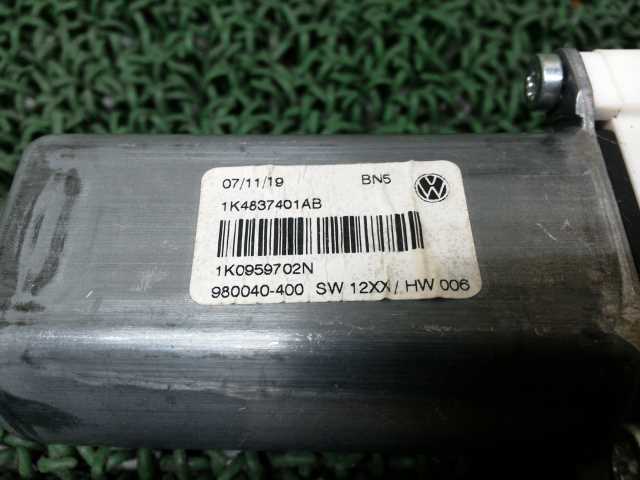 07/11/19 BN5
1K4837401AB
1K0959702N
980040-400 SW 12XX / HW 006